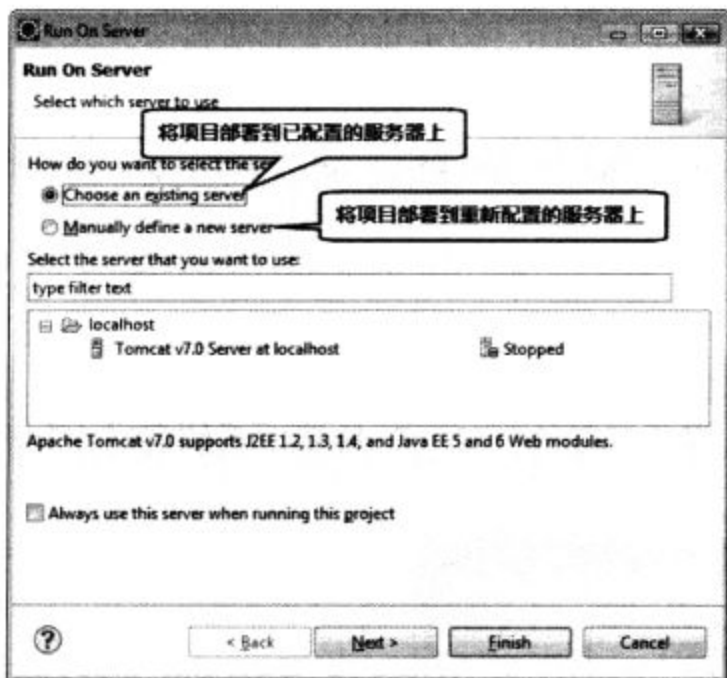 Run On Server
Run On Server
Select which server to use
将项目部署到已配置的服务器上
How do you want to select the ser
Choose an existing server
将项目部署到重新配置的服务器上
Manually define a new server
Select the server that you want to use:
type filter text
localhost
Tomcat v7.0 Server at localhost
Stopped
Apache Tomcat v7.0 supports J2EE 1.2, 1.3, 1.4, and Java EE 5 and 6 Web modules.
Always use this server when running this project
?
< Back
Next >
Finish
Cancel